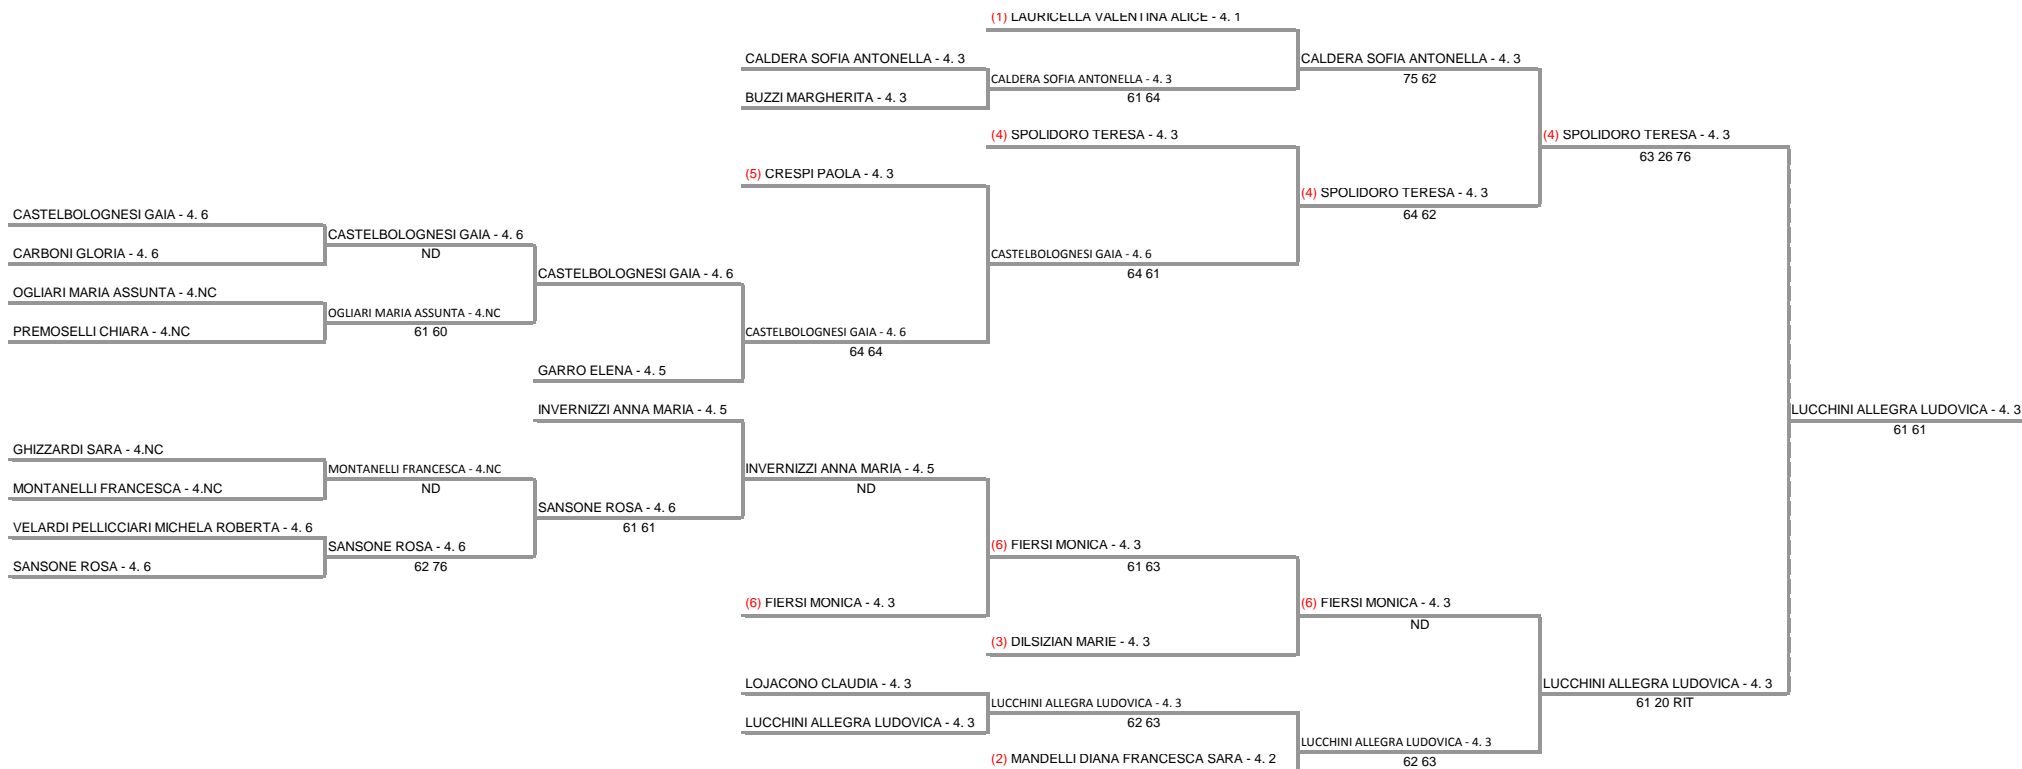 (1) LAURICELLA VALENTINA ALICE - 4. 1
CALDERA SOFIA ANTONELLA - 4. 3
BUZZI MARGHERITA - 4. 3
CALDERA SOFIA ANTONELLA - 4. 3
61 64
CALDERA SOFIA ANTONELLA - 4. 3
75 62
(4) SPOLIDORO TERESA - 4. 3
(5) CRESPI PAOLA - 4. 3
(4) SPOLIDORO TERESA - 4. 3
64 62
(4) SPOLIDORO TERESA - 4. 3
63 26 76
CASTELBOLOGNESI GAIA - 4. 6
CARBONI GLORIA - 4. 6
OGLIARI MARIA ASSUNTA - 4.NC
PREMOSELLI CHIARA - 4.NC
CASTELBOLOGNESI GAIA - 4. 6
ND
OGLIARI MARIA ASSUNTA - 4.NC
61 60
CASTELBOLOGNESI GAIA - 4. 6
GARRO ELENA - 4. 5
CASTELBOLOGNESI GAIA - 4. 6
64 64
CASTELBOLOGNESI GAIA - 4. 6
64 61
INVERNIZZI ANNA MARIA - 4. 5
LUCCHINI ALLEGRA LUDOVICA - 4. 3
61 61
GHIZZARDI SARA - 4.NC
MONTANELLI FRANCESCA - 4.NC
VELARDI PELLICCIARI MICHELA ROBERTA - 4. 6
SANSONE ROSA - 4. 6
MONTANELLI FRANCESCA - 4.NC
ND
SANSONE ROSA - 4. 6
62 76
SANSONE ROSA - 4. 6
61 61
INVERNIZZI ANNA MARIA - 4. 5
ND
(6) FIERSI MONICA - 4. 3
(6) FIERSI MONICA - 4. 3
61 63
(3) DILSIZIAN MARIE - 4. 3
(6) FIERSI MONICA - 4. 3
ND
LOJACONO CLAUDIA - 4. 3
LUCCHINI ALLEGRA LUDOVICA - 4. 3
LUCCHINI ALLEGRA LUDOVICA - 4. 3
62 63
(2) MANDELLI DIANA FRANCESCA SARA - 4. 2
LUCCHINI ALLEGRA LUDOVICA - 4. 3
62 63
LUCCHINI ALLEGRA LUDOVICA - 4. 3
61 20 RIT